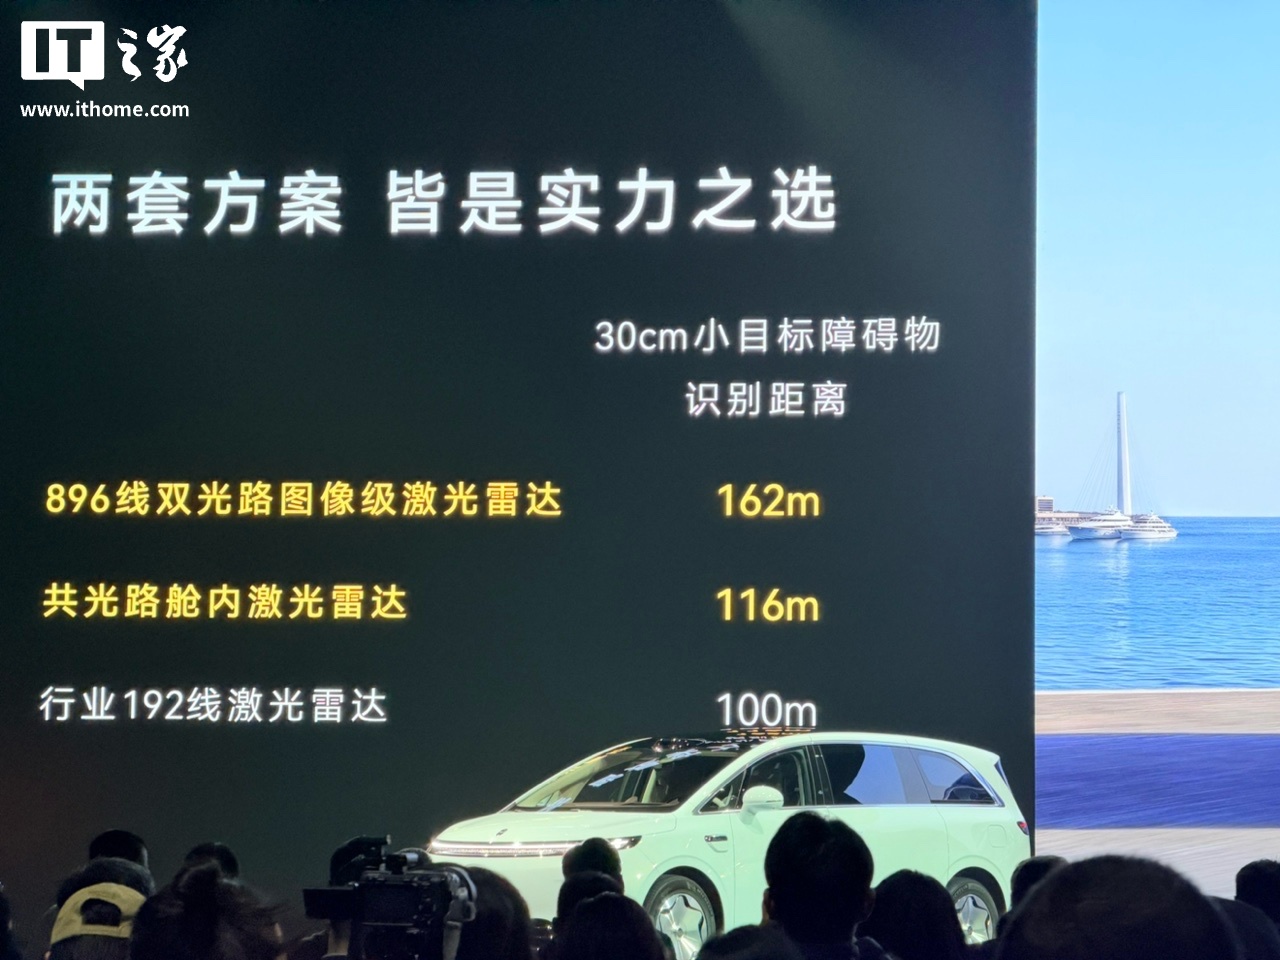 IT之家
www.ithome.com
两套方案 皆是实力之选
30cm小目标障碍物
识别距离
896线双光路图像级激光雷达 162m
共光路舱内激光雷达 116m
行业192线激光雷达 100m